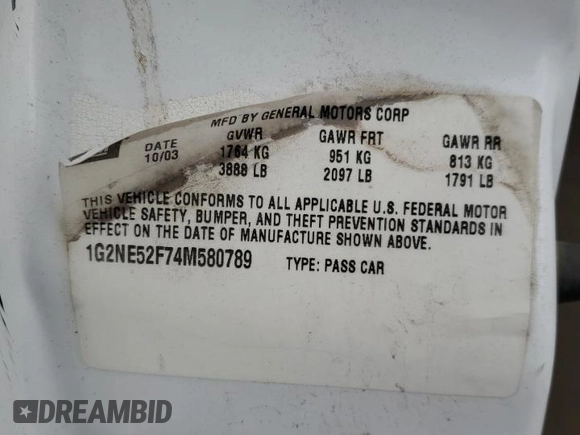 MFD BY GENERAL MOTORS CORP
DATE GVWR GAWR FRT GAWR RR
10/03 1764 KG 951 KG 813 KG
3888 LB 2097 LB 1791 LB
THIS VEHICLE CONFORMS TO ALL APPLICABLE U.S. FEDERAL MOTOR
VEHICLE SAFETY, BUMPER, AND THEFT PREVENTION STANDARDS IN
EFFECT ON THE DATE OF MANUFACTURE SHOWN ABOVE.
1G2NE52F74M580789 TYPE: PASS CAR
DREAMBID